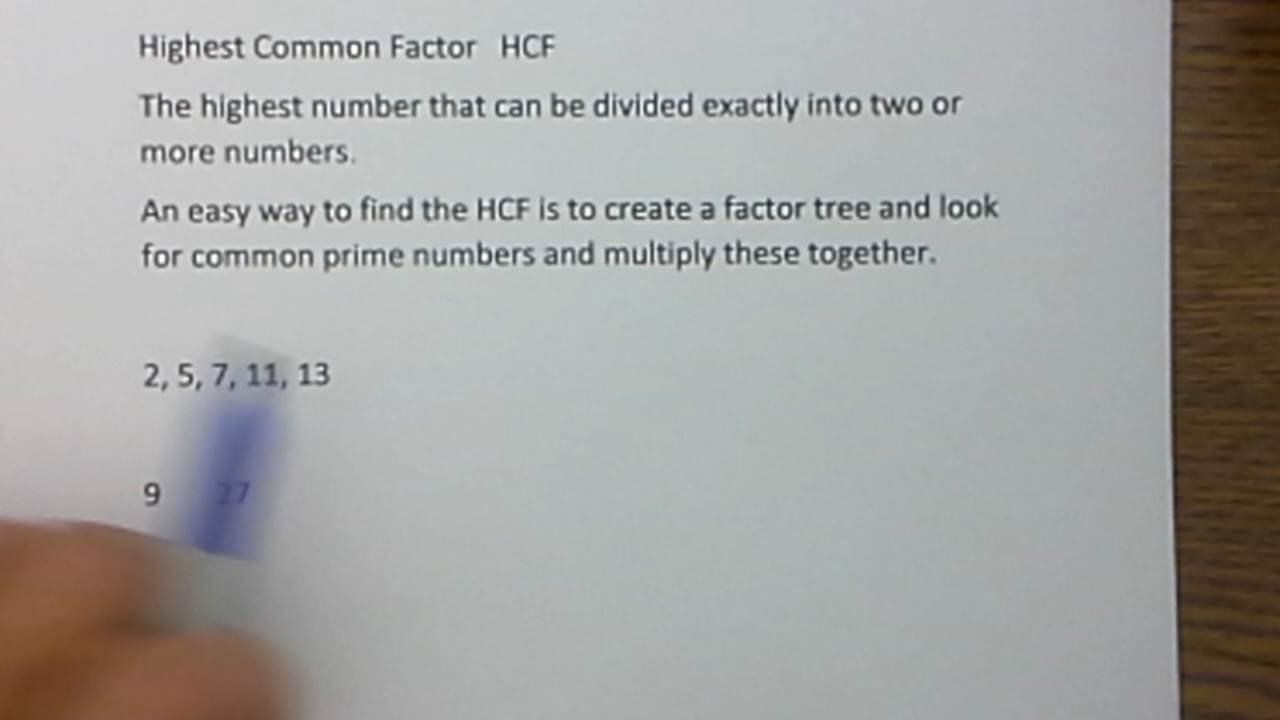 Highest Common Factor HCF
The highest number that can be divided exactly into two or
more numbers.
An easy way to find the HCF is to create a factor tree and look
for common prime numbers and multiply these together.
2, 5, 7, 11, 13
9 27